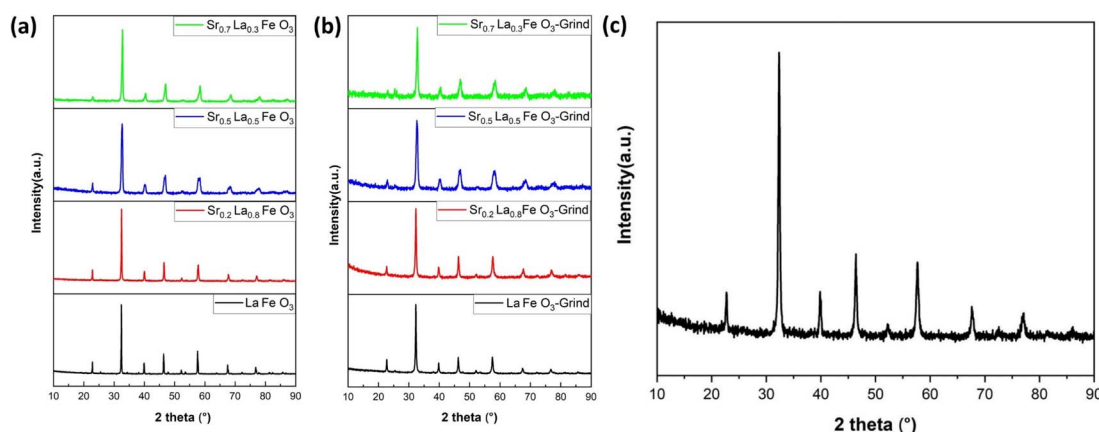 (a)
Sr0.7 La0.3 Fe O3
Sr0.5 La0.5 Fe O3
Sr0.2 La0.8 Fe O3
La Fe O3
Intensity(a.u.)
10 20 30 40 50 60 70 80 90
2 theta (°)
(b)
Sr0.7 La0.3 Fe O3-Grind
Sr0.5 La0.5 Fe O3-Grind
Sr0.2 La0.8Fe O3-Grind
La Fe O3-Grind
Intensity(a.u.)
10 20 30 40 50 60 70 80 90
2 theta (°)
(c)
Intensity(a.u.)
10 20 30 40 50 60 70 80 90
2 theta (°)